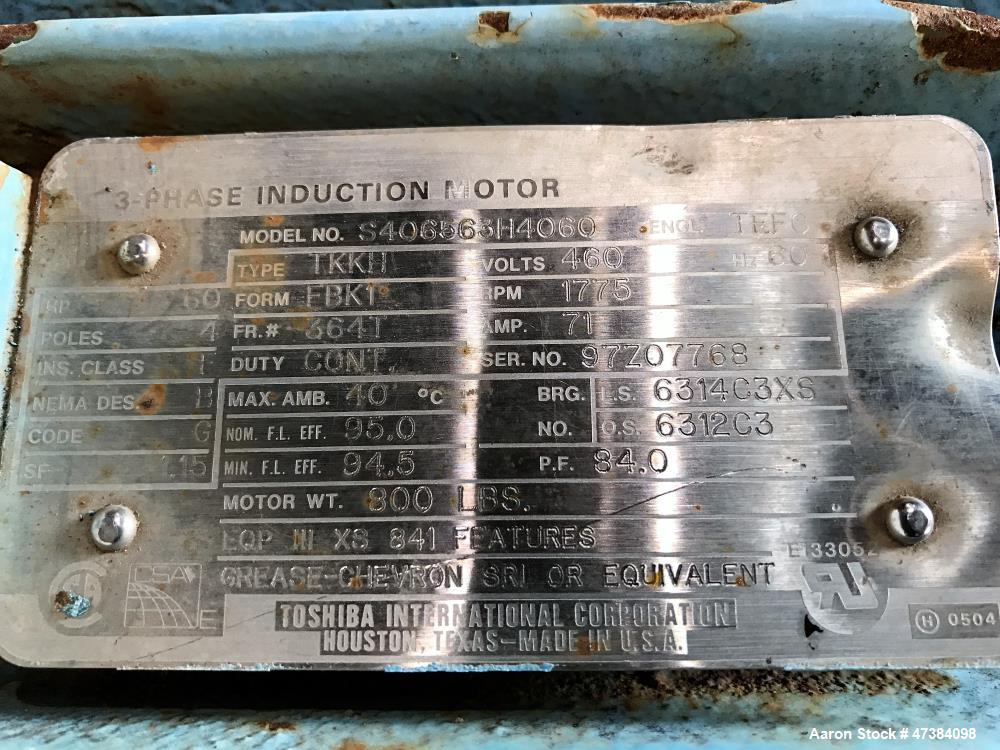 3-PHASE INDUCTION MOTOR
MODEL NO. S406563H4060 ENCL. TEFC
TYPE TKKH VOLTS 460 HZ 60
HP 60 FORM FBK1 RPM 1775
POLES 4 FR.# 364T AMP. 71
INS. CLASS F DUTY CONT. SER. NO. 97Z07768
NEMA DES. B MAX. AMB. 40 °C BRG. L.S. 6314C3XS
CODE G NOM. F.L. EFF. 95.0 NO. O.S. 6312C3
SF 1.15 MIN. F.L. EFF. 94.5 P.F. 84.0
MOTOR WT. 800 LBS.
EQP III XS 841 FEATURES
E133052
GREASE-CHEVRON SRI OR EQUIVALENT
CSA E
TOSHIBA INTERNATIONAL CORPORATION
HOUSTON, TEXAS-MADE IN U.S.A.
H 0504
Aaron Stock # 47384098